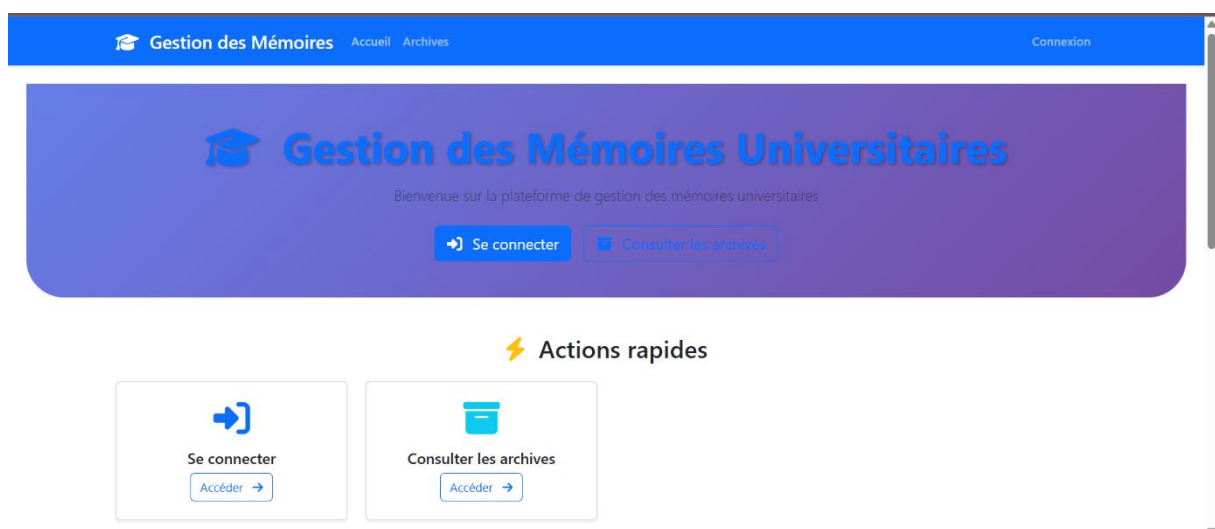 Gestion des Mémoires Accueil Archives Connexion
Gestion des Mémoires Universitaires
Bienvenue sur la plateforme de gestion des mémoires universitaires
Se connecter Consulter les archives
Actions rapides
Se connecter Consulter les archives
Accéder → Accéder →